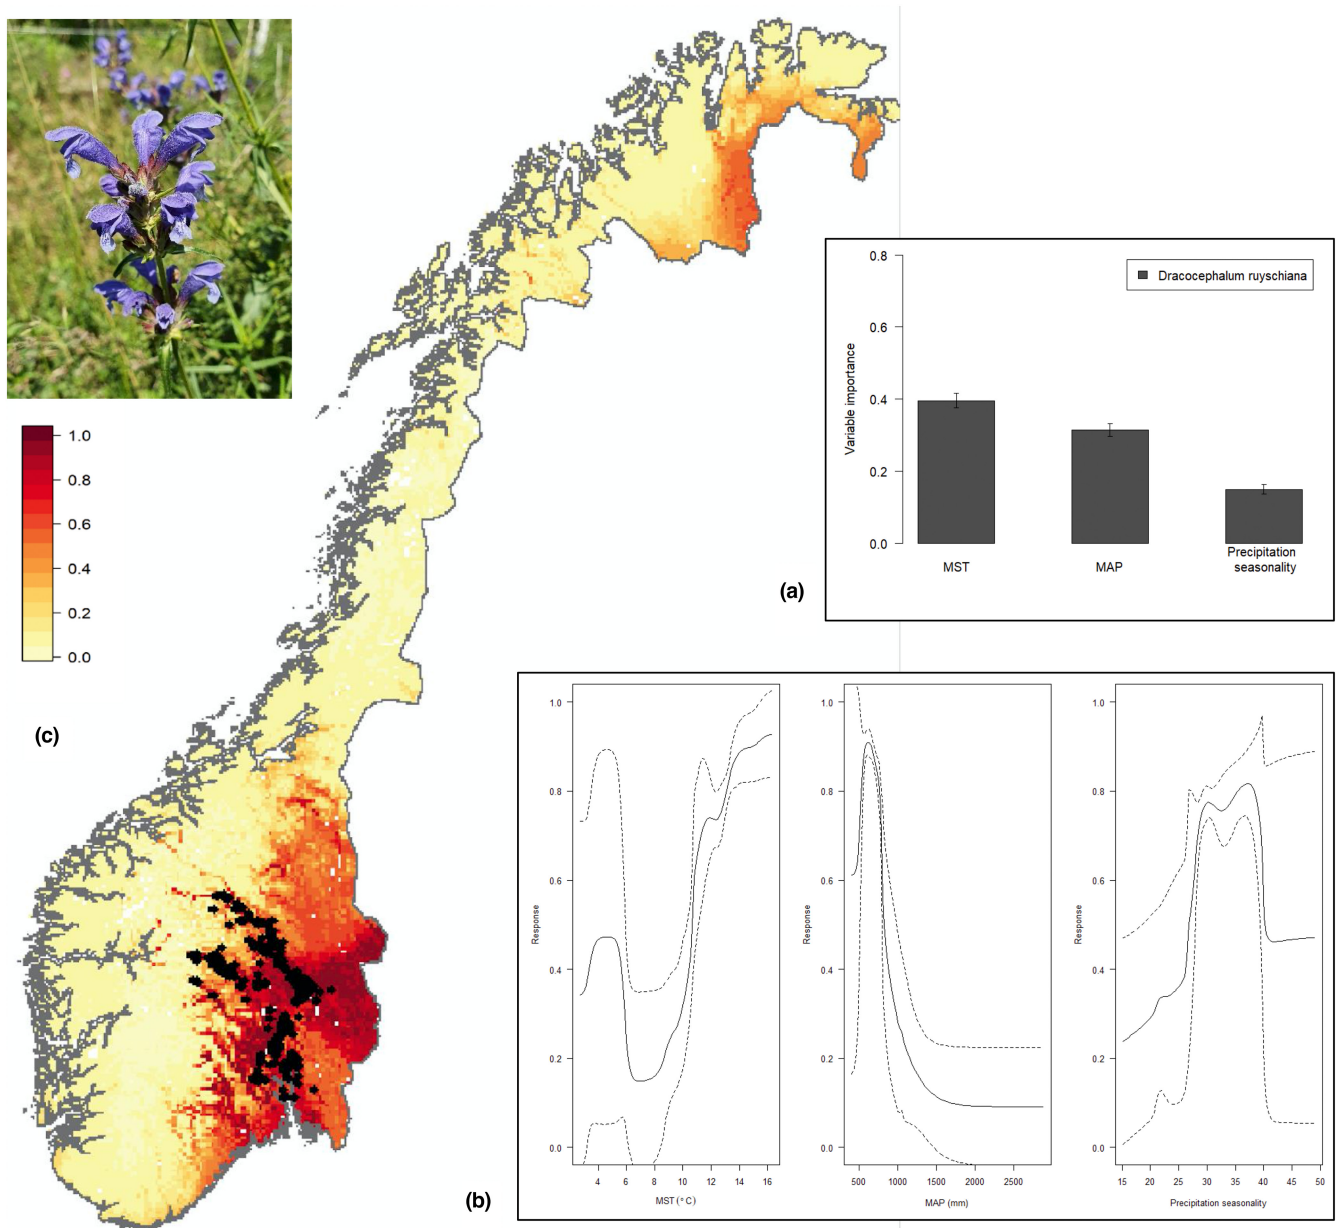 0.8
0.6
0.4
0.2
0.0
Variable importance
Dracocephalum ruyschiana
MST
MAP
Precipitation
seasonality
(a)
1.0
0.8
0.6
0.4
0.2
0.0
(c)
1.0
0.8
0.6
0.4
0.2
0.0
Response
4 6 8 10 12 14 16
MST (°C)
1.0
0.8
0.6
0.4
0.2
0.0
Response
500 1000 1500 2000 2500
MAP (mm)
1.0
0.8
0.6
0.4
0.2
0.0
Response
15 20 25 30 35 40 45 50
Precipitation seasonality
(b)